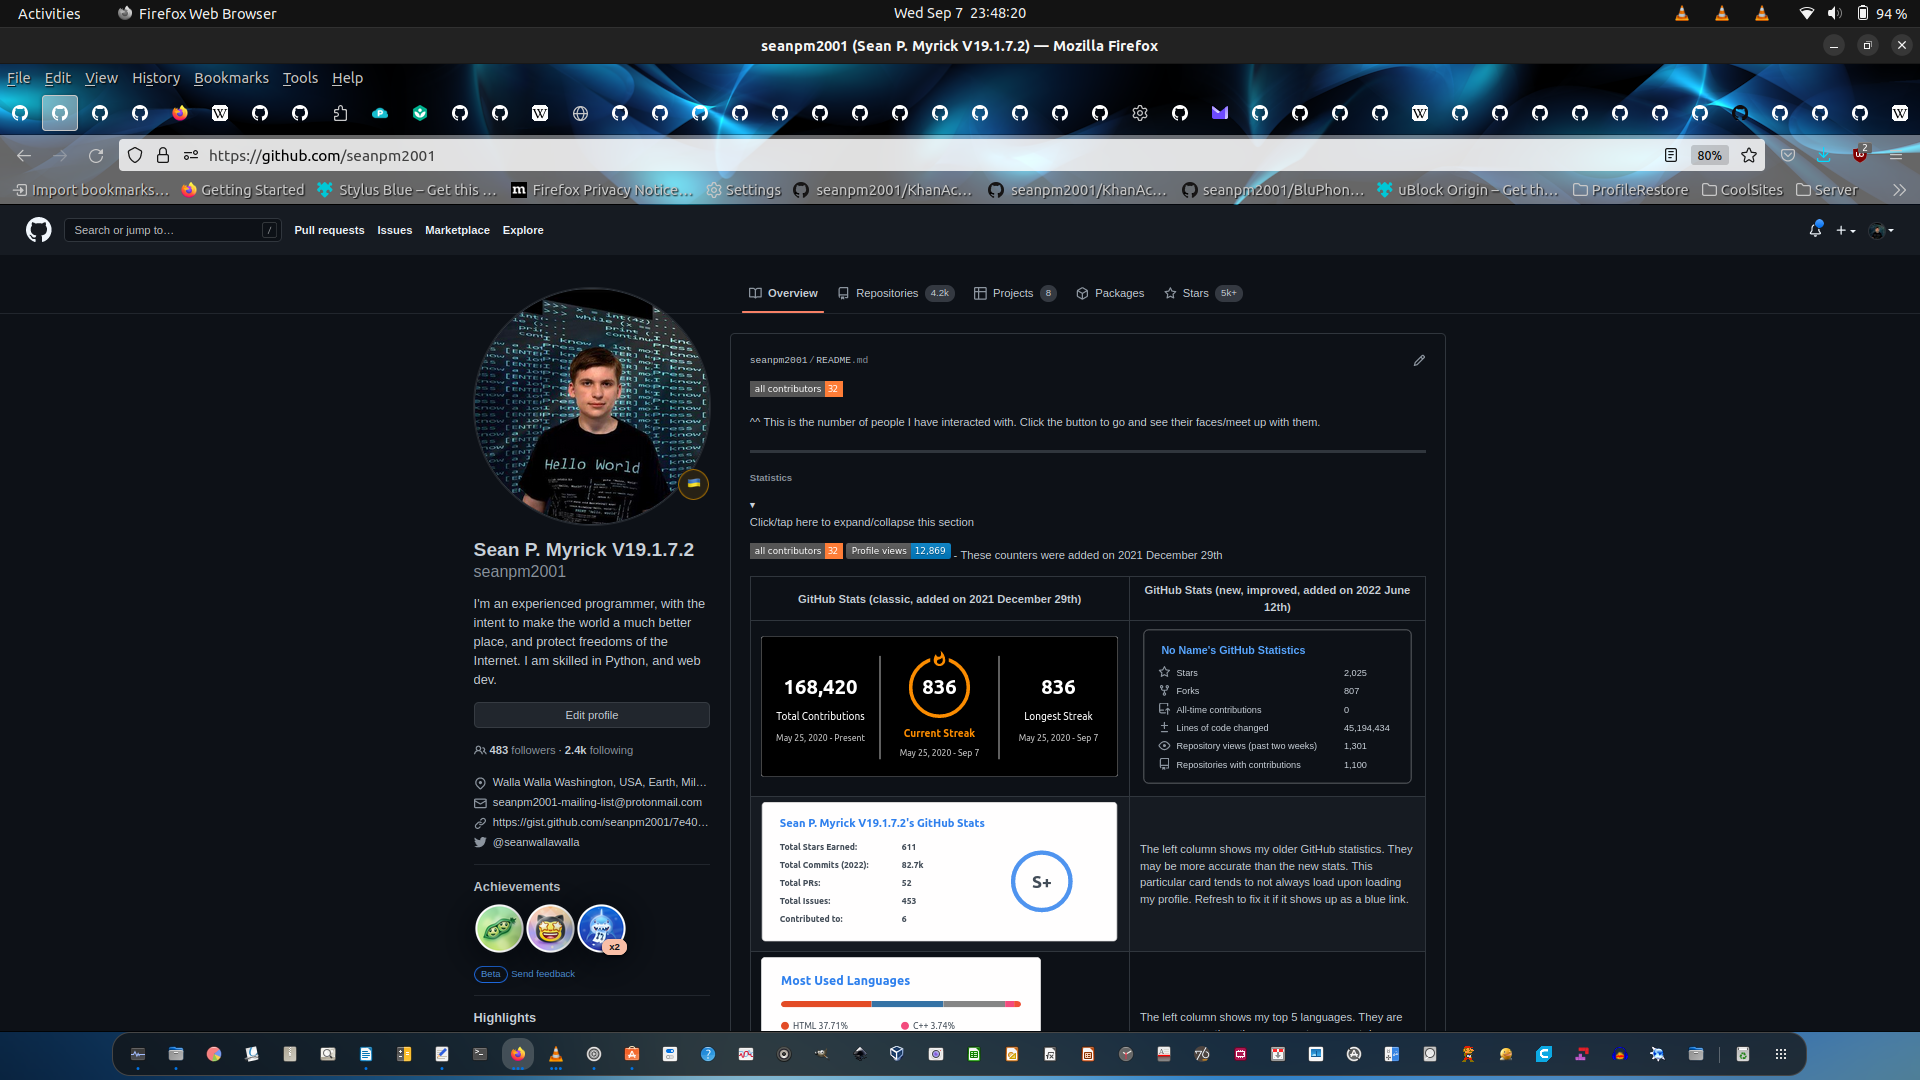 Activities
Firefox Web Browser
Wed Sep 7 23:48:20
94 %
seanpm2001 (Sean P. Myrick V19.1.7.2) — Mozilla Firefox
File Edit View History Bookmarks Tools Help
https://github.com/seanpm2001
80%
2
Import bookmarks…
Getting Started
Stylus Blue – Get this …
Firefox Privacy Notice…
Settings
seanpm2001/KhanAc…
seanpm2001/KhanAc…
seanpm2001/BluPhon…
uBlock Origin – Get th…
ProfileRestore
CoolSites
Server
Search or jump to…
/
Pull requests
Issues
Marketplace
Explore
Overview
Repositories 4.2k
Projects 8
Packages
Stars 5k+
Hello World
Sean P. Myrick V19.1.7.2
seanpm2001
I'm an experienced programmer, with the
intent to make the world a much better
place, and protect freedoms of the
Internet. I am skilled in Python, and web
dev.
Edit profile
483 followers · 2.4k following
Walla Walla Washington, USA, Earth, Mil…
seanpm2001-mailing-list@protonmail.com
https://gist.github.com/seanpm2001/7e40…
@seanwallawalla
Achievements
x2
Beta Send feedback
Highlights
seanpm2001/README.md
all contributors 32
^^ This is the number of people I have interacted with. Click the button to go and see their faces/meet up with them.
Statistics
▾
Click/tap here to expand/collapse this section
all contributors 32 Profile views 12,869 - These counters were added on 2021 December 29th
GitHub Stats (classic, added on 2021 December 29th)
GitHub Stats (new, improved, added on 2022 June
12th)
168,420
Total Contributions
May 25, 2020 - Present
836
Current Streak
May 25, 2020 - Sep 7
836
Longest Streak
May 25, 2020 - Sep 7
No Name's GitHub Statistics
Stars 2,025
Forks 807
All-time contributions 0
Lines of code changed 45,194,434
Repository views (past two weeks) 1,301
Repositories with contributions 1,100
Sean P. Myrick V19.1.7.2's GitHub Stats
Total Stars Earned: 611
Total Commits (2022): 82.7k
Total PRs: 52
Total Issues: 453
Contributed to: 6
S+
The left column shows my older GitHub statistics. They
may be more accurate than the new stats. This
particular card tends to not always load upon loading
my profile. Refresh to fix it if it shows up as a blue link.
Most Used Languages
HTML 37.71%
C++ 3.74%
The left column shows my top 5 languages. They are